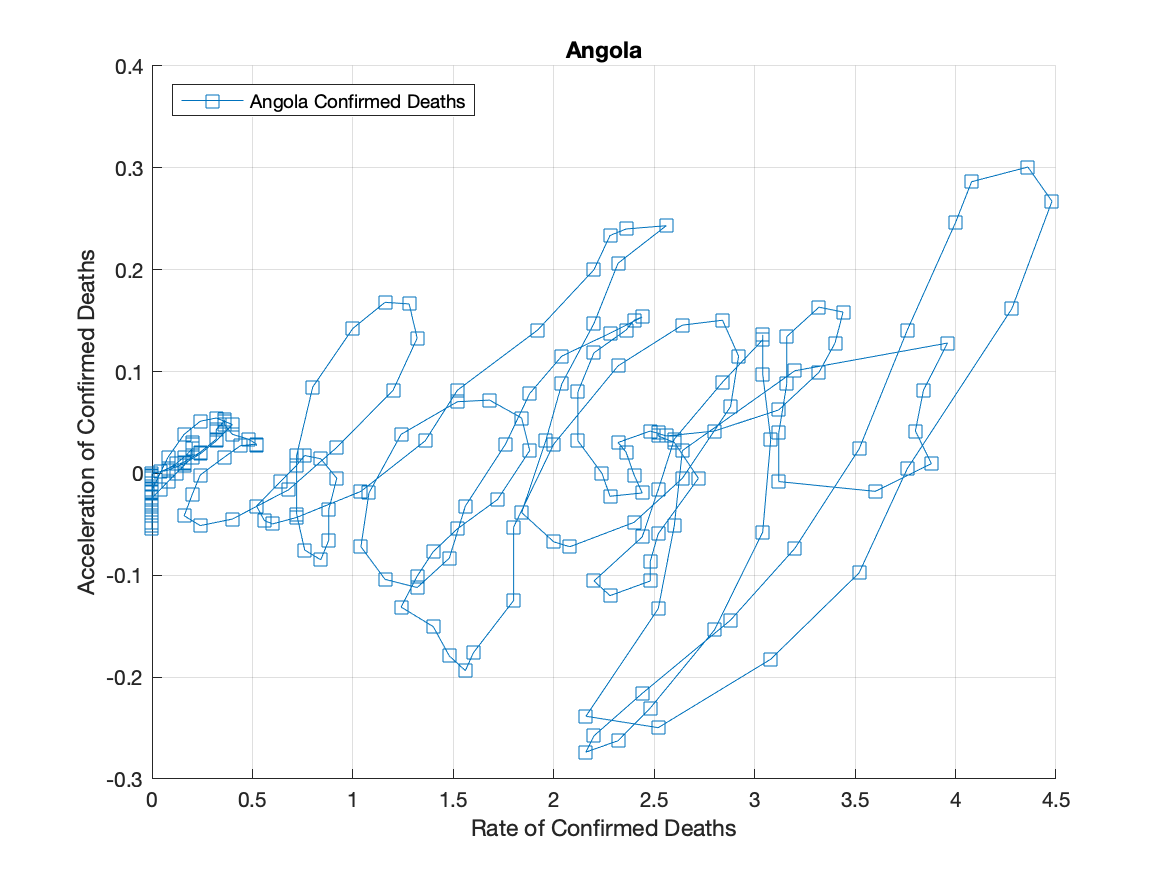 Angola
Angola Confirmed Deaths
Acceleration of Confirmed Deaths
0.4
0.3
0.2
0.1
0
-0.1
-0.2
-0.3
0 0.5 1 1.5 2 2.5 3 3.5 4 4.5
Rate of Confirmed Deaths